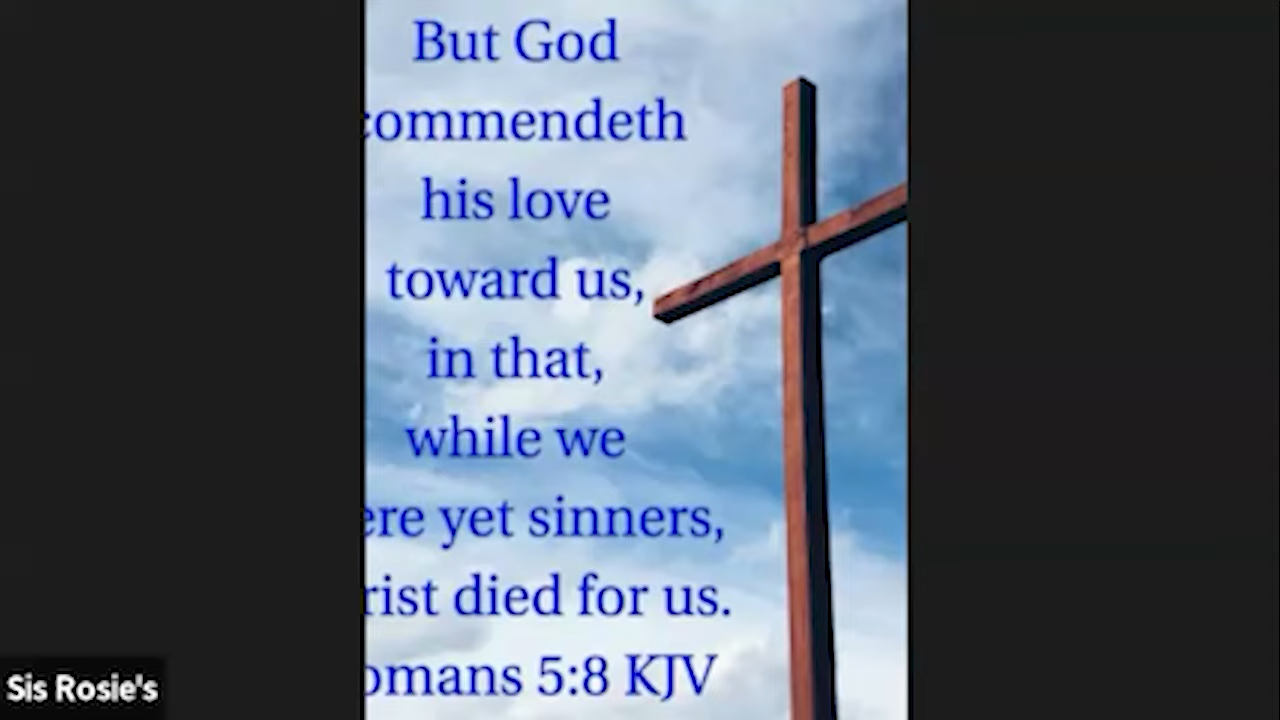 But God
commendeth
his love
toward us,
in that,
while we
ere yet sinners,
rist died for us.
omans 5:8 KJV
Sis Rosie's